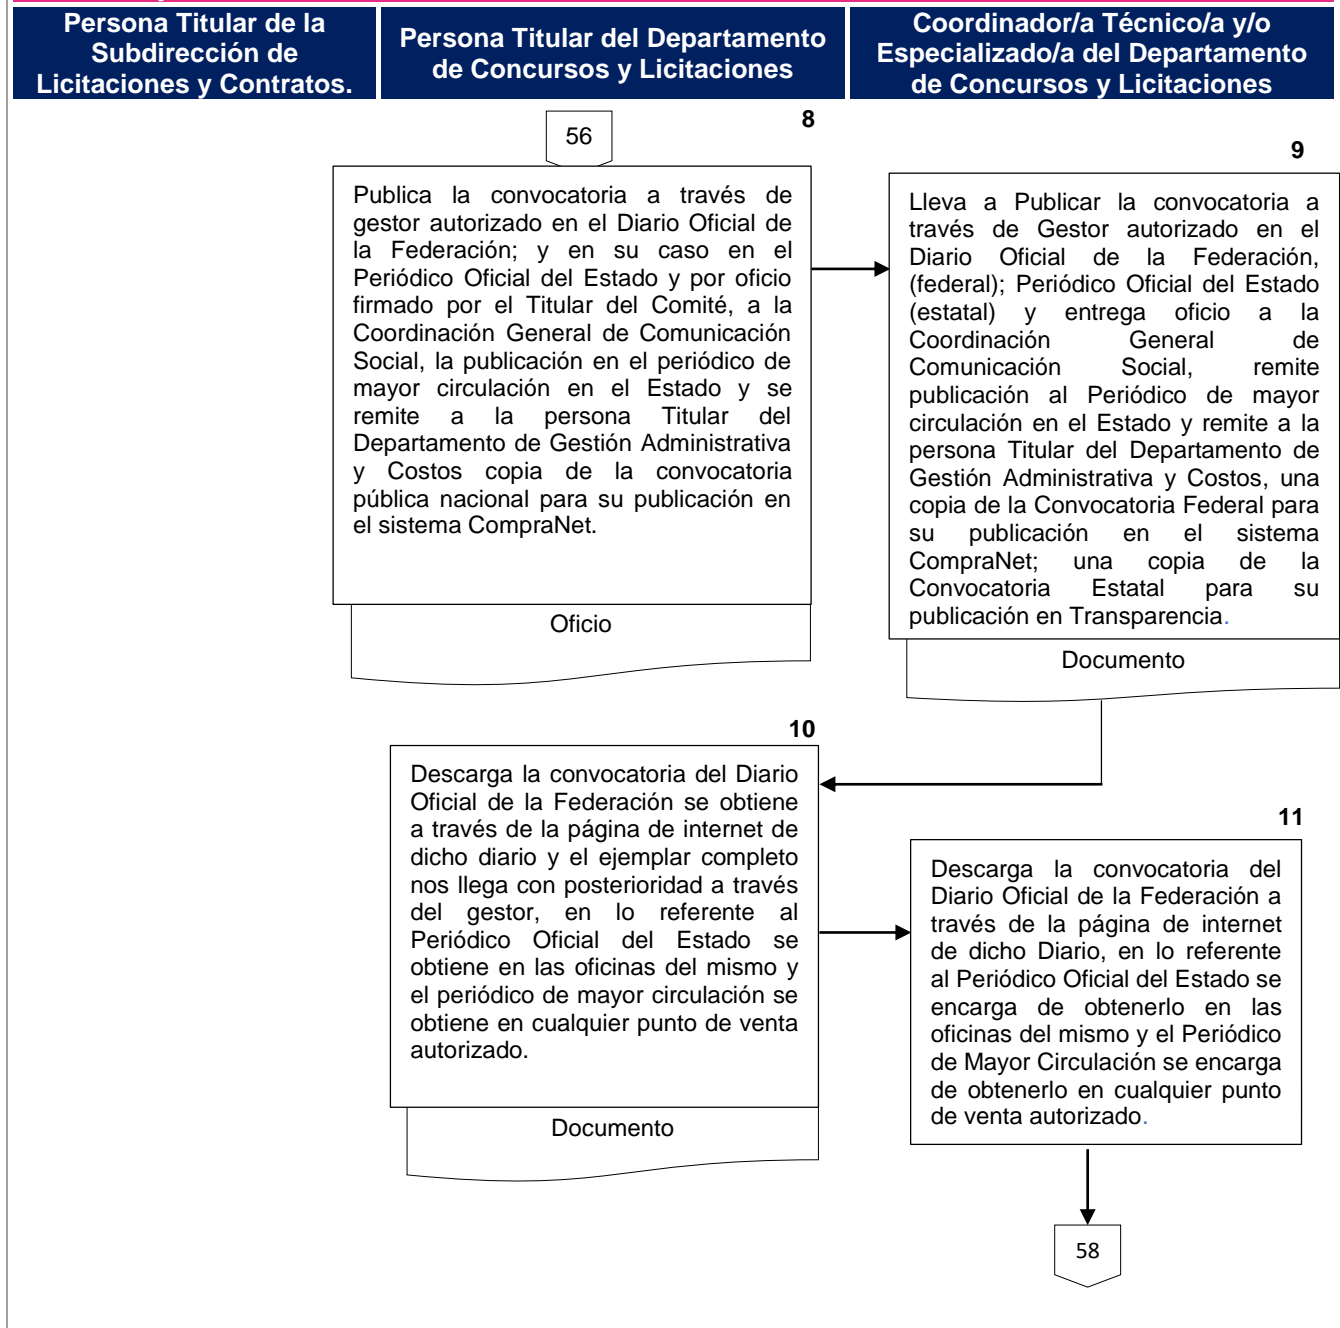 Persona Titular de la
Subdirección de
Licitaciones y Contratos.
Persona Titular del Departamento
de Concursos y Licitaciones
Coordinador/a Técnico/a y/o
Especializado/a del Departamento
de Concursos y Licitaciones
56
8
Publica la convocatoria a través de
gestor autorizado en el Diario Oficial de
la Federación; y en su caso en el
Periódico Oficial del Estado y por oficio
firmado por el Titular del Comité, a la
Coordinación General de Comunicación
Social, la publicación en el periódico de
mayor circulación en el Estado y se
remite a la persona Titular del
Departamento de Gestión Administrativa
y Costos copia de la convocatoria
pública nacional para su publicación en
el sistema CompraNet.
Oficio
9
Lleva a Publicar la convocatoria a
través de Gestor autorizado en el
Diario Oficial de la Federación,
(federal); Periódico Oficial del Estado
(estatal) y entrega oficio a la
Coordinación General de
Comunicación Social, remite
publicación al Periódico de mayor
circulación en el Estado y remite a la
persona Titular del Departamento de
Gestión Administrativa y Costos, una
copia de la Convocatoria Federal para
su publicación en el sistema
CompraNet; una copia de la
Convocatoria Estatal para su
publicación en Transparencia.
Documento
10
Descarga la convocatoria del Diario
Oficial de la Federación se obtiene
a través de la página de internet de
dicho diario y el ejemplar completo
nos llega con posterioridad a través
del gestor, en lo referente al
Periódico Oficial del Estado se
obtiene en las oficinas del mismo y
el periódico de mayor circulación se
obtiene en cualquier punto de venta
autorizado.
Documento
11
Descarga la convocatoria del
Diario Oficial de la Federación a
través de la página de internet
de dicho Diario, en lo referente
al Periódico Oficial del Estado se
encarga de obtenerlo en las
oficinas del mismo y el Periódico
de Mayor Circulación se encarga
de obtenerlo en cualquier punto
de venta autorizado.
58